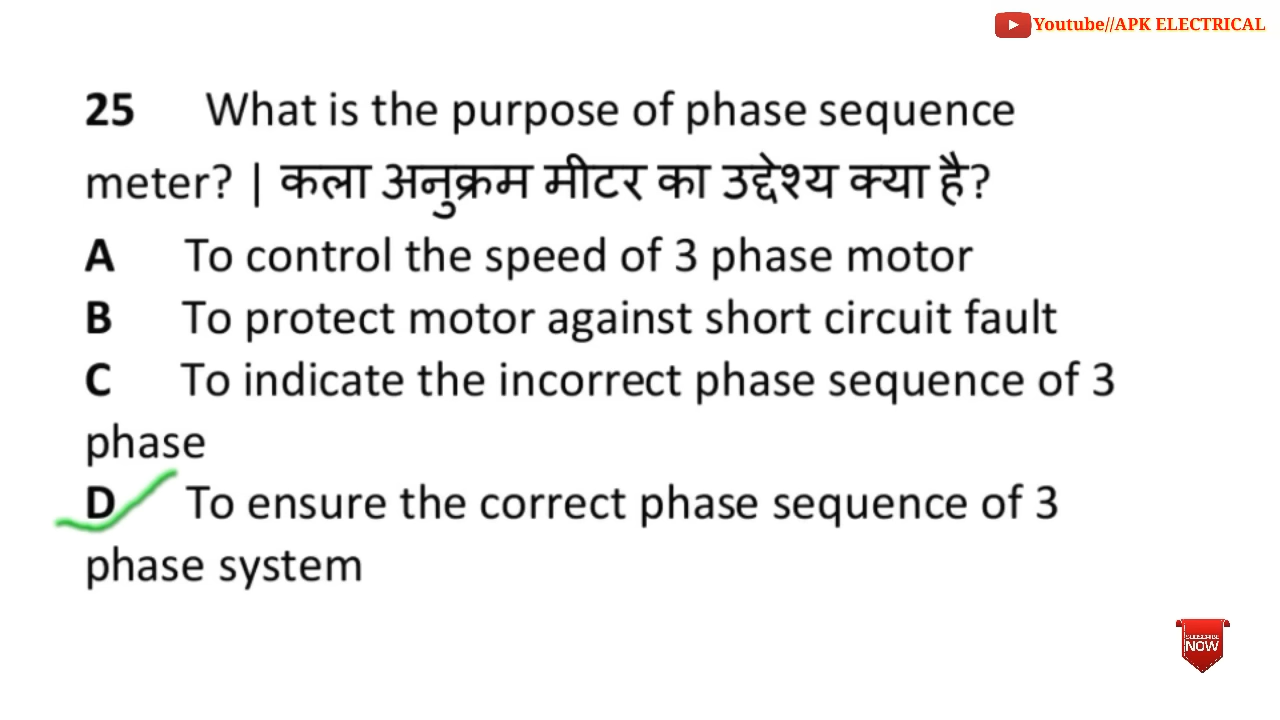 Youtube//APK ELECTRICAL
25 What is the purpose of phase sequence
meter? | कला अनुक्रम मीटर का उद्देश्य क्या है?
A To control the speed of 3 phase motor
B To protect motor against short circuit fault
C To indicate the incorrect phase sequence of 3
phase
D To ensure the correct phase sequence of 3
phase system
SUBSCRIBE
NOW